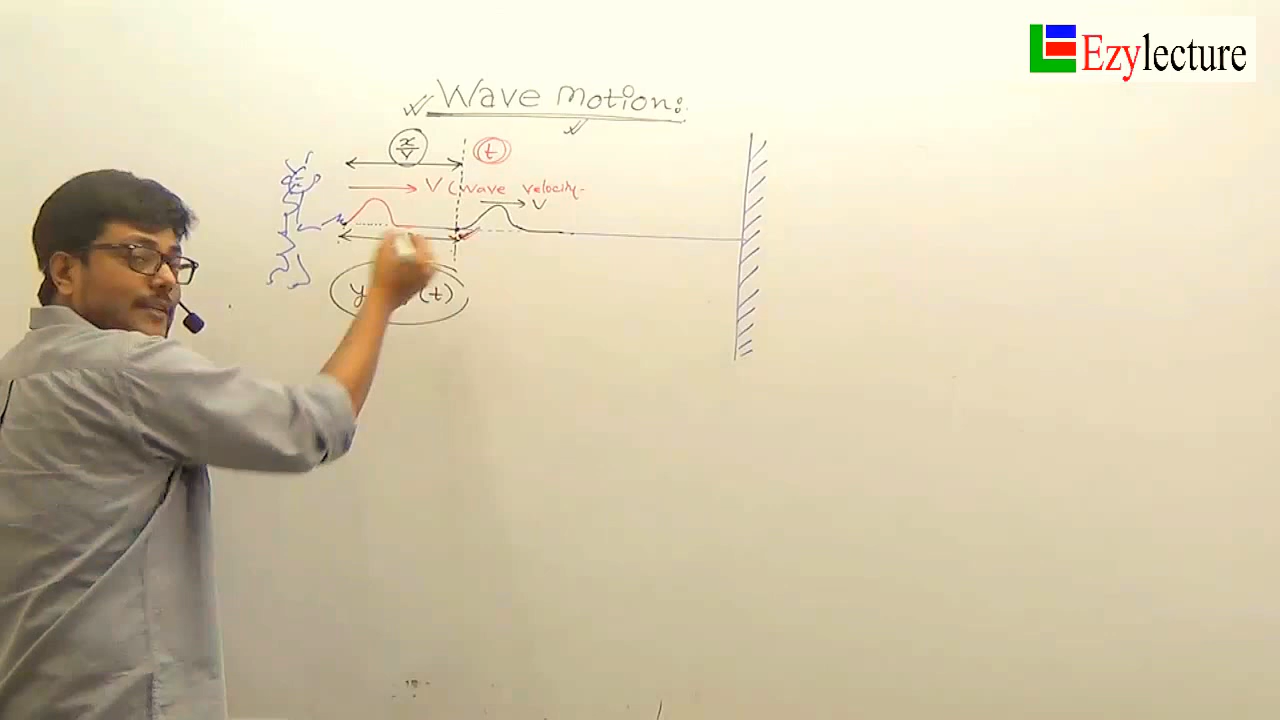 Ezylecture
Wave Motion:
x/v
t
V (Wave velocity-
V
y (t)